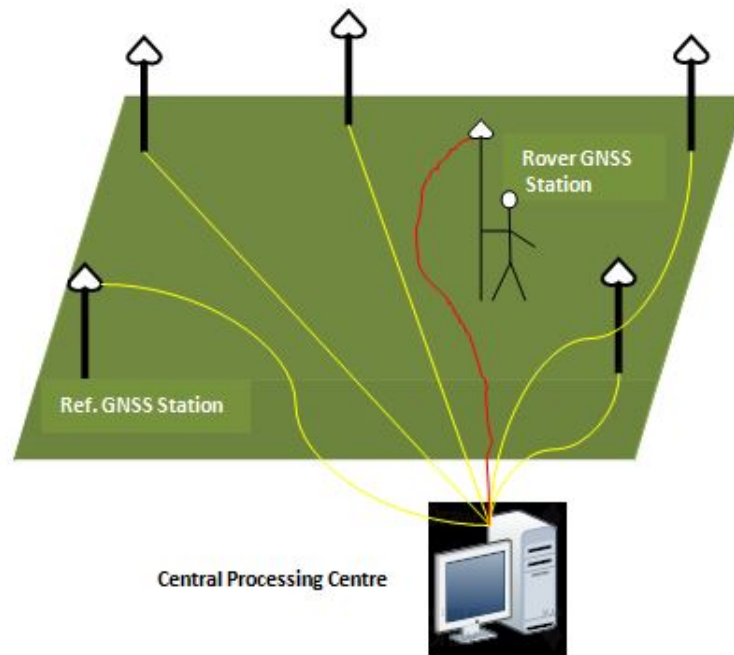 Rover GNSS
Station
Ref. GNSS Station
Central Processing Centre